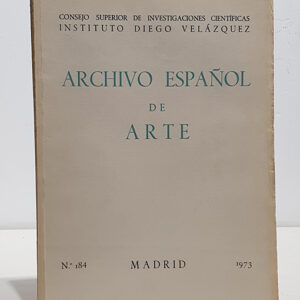 CONSEJO SUPERIOR DE INVESTIGACIONES CIENTÍFICAS
INSTITUTO DIEGO VELÁZQUEZ
ARCHIVO ESPAÑOL
DE
ARTE
N.º 184 MADRID 1973